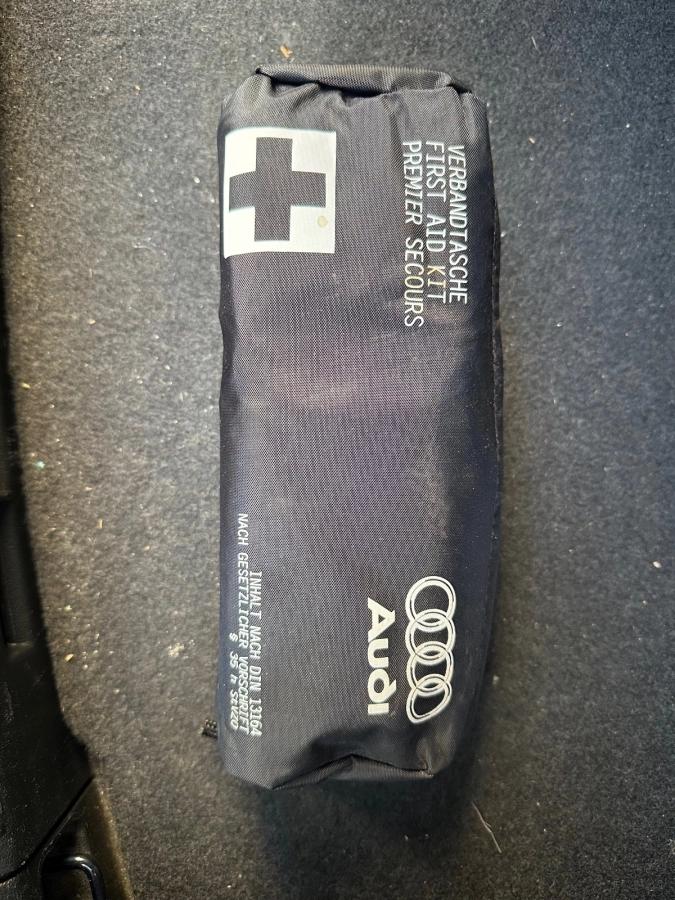 VERBANDTASCHE
FIRST AID KIT
PREMIER SECOURS
Audi
INHALT NACH DIN 13164
NACH GESETZLICHER VORSCHRIFT
§ 35 h StVZO